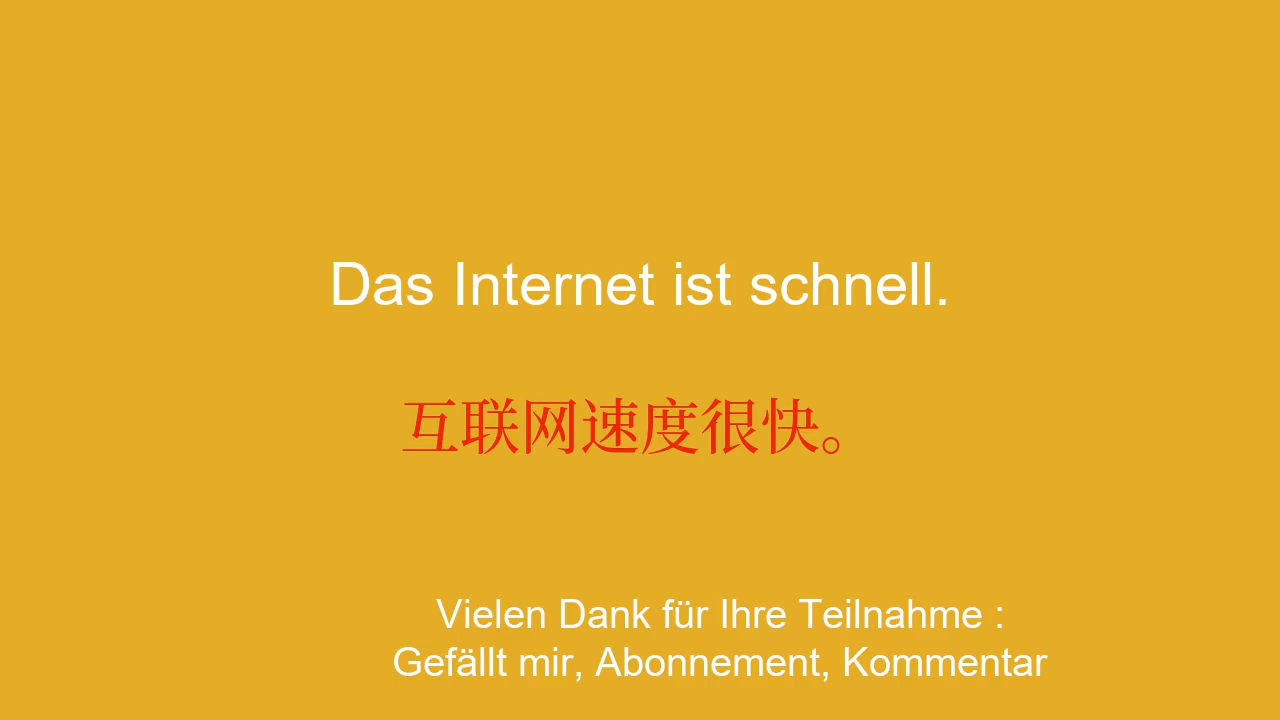 Das Internet ist schnell.
互联网速度很快。
Vielen Dank für Ihre Teilnahme :
Gefällt mir, Abonnement, Kommentar